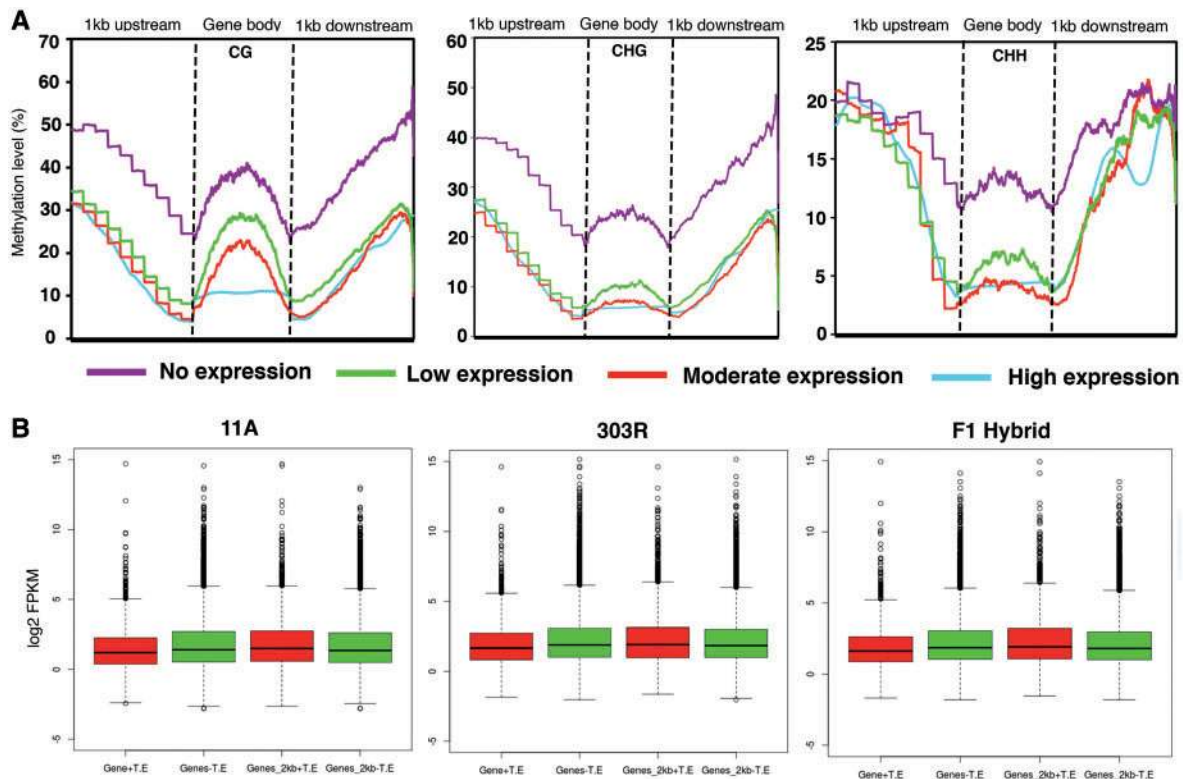 A
1kb upstream Gene body 1kb downstream
1kb upstream Gene body 1kb downstream
1kb upstream Gene body 1kb downstream
CG
CHG
CHH
Methylation level (%)
70
60
50
40
30
20
10
0
60
50
40
30
20
10
0
25
20
15
10
5
0
No expression Low expression Moderate expression High expression
B
11A
303R
F1 Hybrid
log2 FPKM
15
10
5
0
-5
15
10
5
0
-5
15
10
5
0
-5
Gene+T.E Genes-T.E Genes_2kb+T.E Genes_2kb-T.E
Gene+T.E Genes-T.E Genes_2kb+T.E Genes_2kb-T.E
Gene+T.E Genes-T.E Genes_2kb+T.E Genes_2kb-T.E